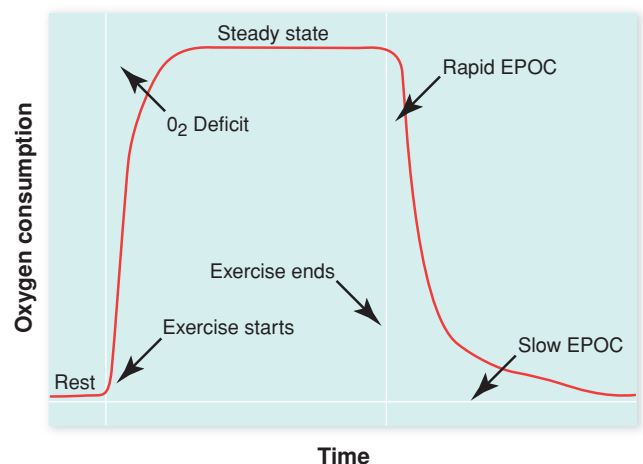 Steady state
Rapid EPOC
0₂ Deficit
Oxygen consumption
Exercise ends
Exercise starts
Slow EPOC
Rest
Time